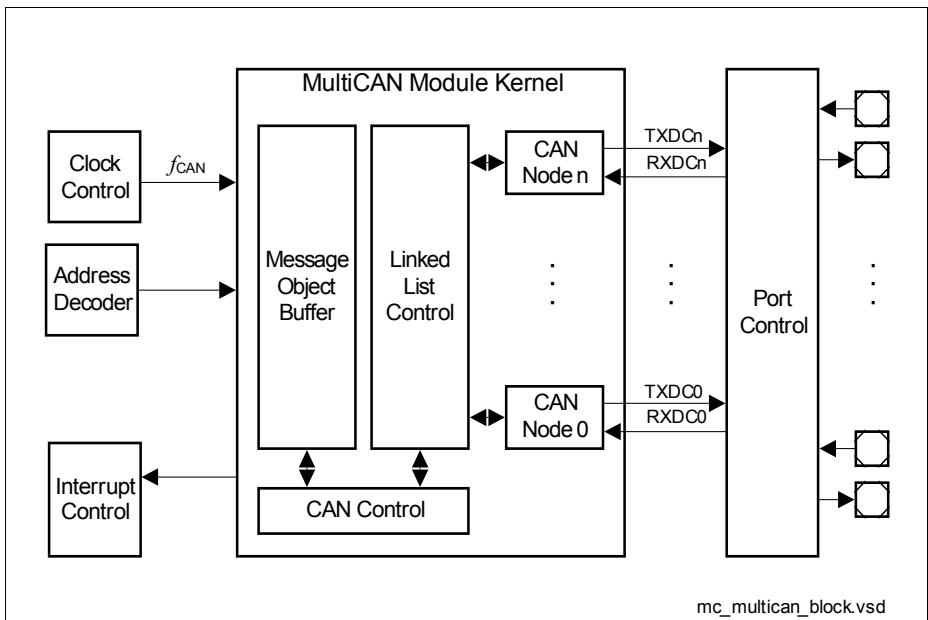 MultiCAN Module Kernel
Clock
Control
fCAN
Address
Decoder
Interrupt
Control
Message
Object
Buffer
Linked
List
Control
CAN Control
CAN
Node n
CAN
Node 0
TXDCn
RXDCn
TXDC0
RXDC0
Port
Control
mc_multican_block.vsd